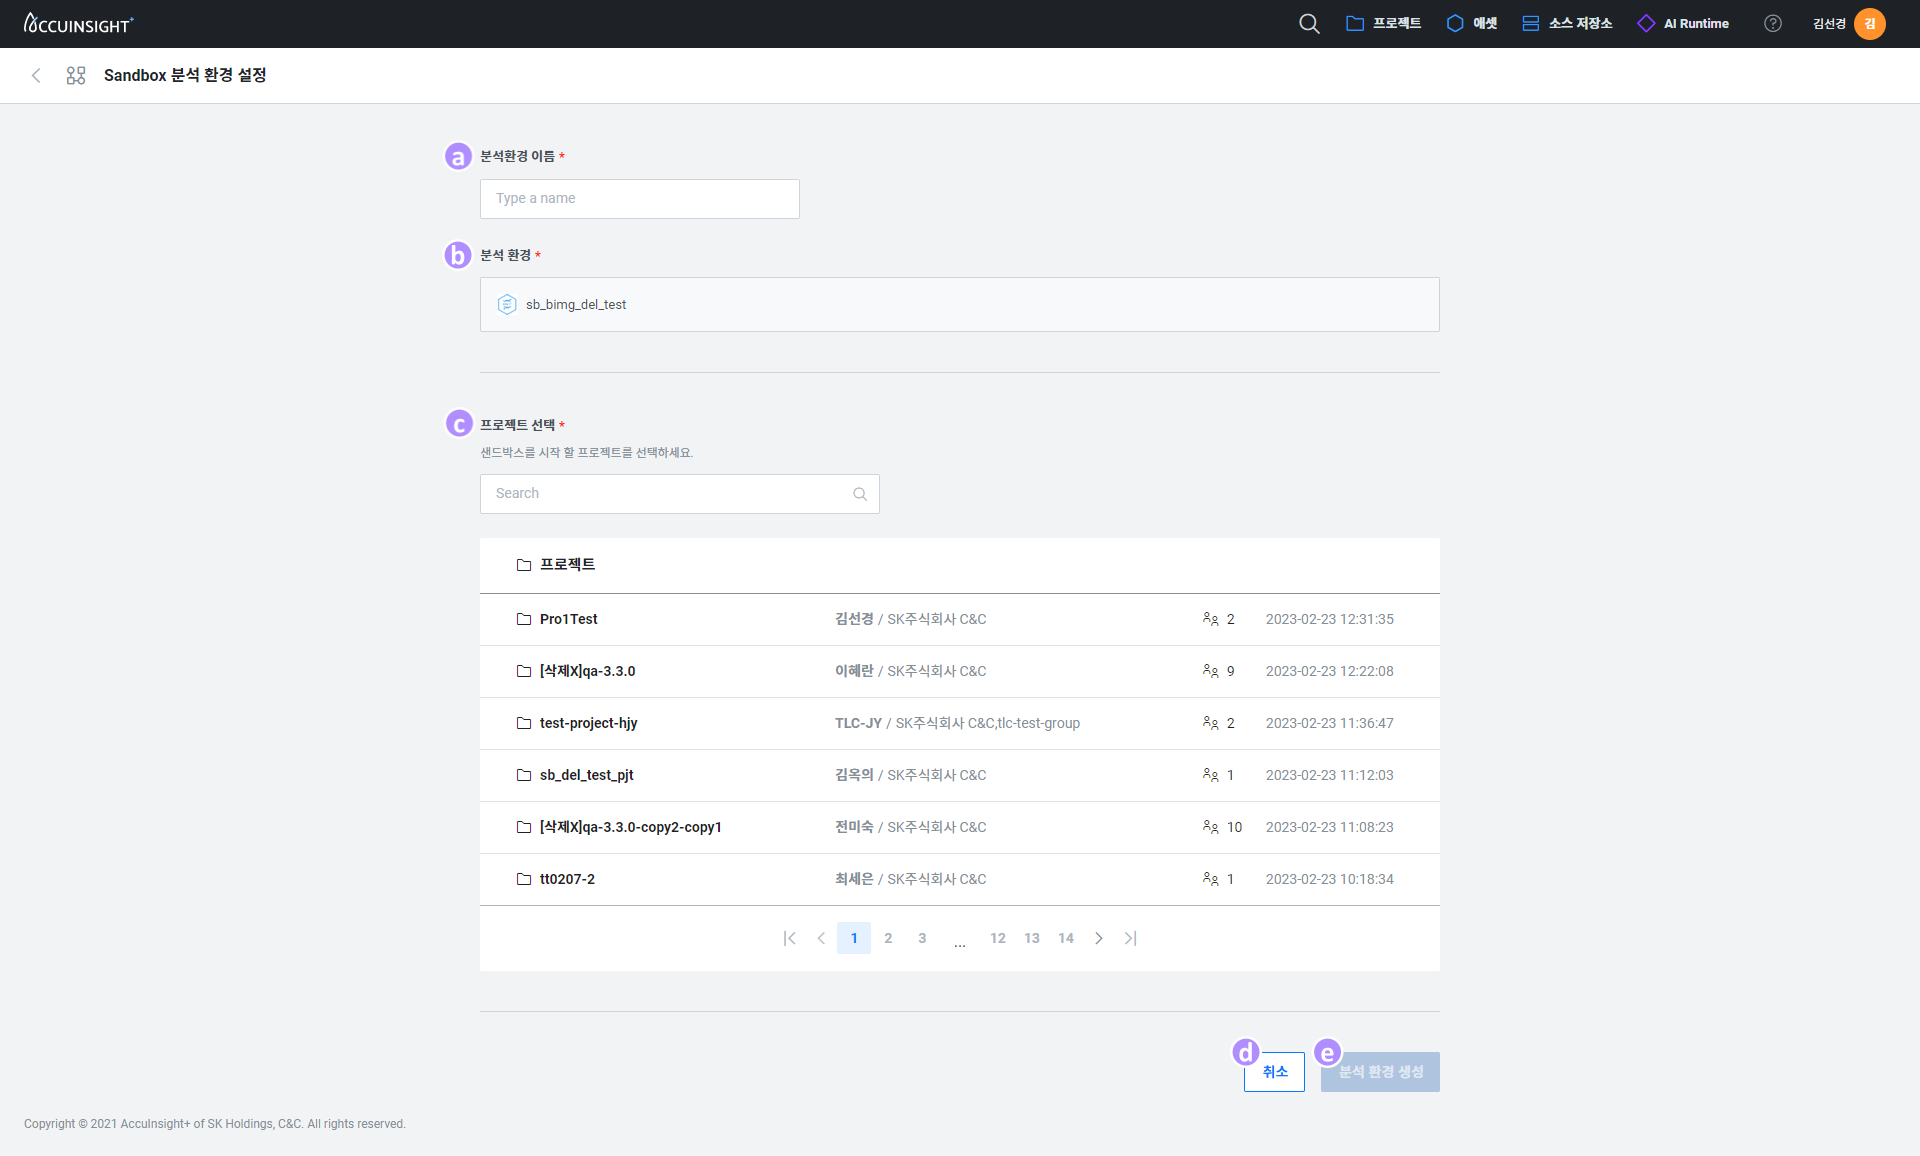 ACCUINSIGHT+
프로젝트
애셋
소스 저장소
AI Runtime
?
김선경
김
Sandbox 분석 환경 설정
a
분석환경 이름 *
Type a name
b
분석 환경 *
sb_bimg_del_test
c
프로젝트 선택 *
샌드박스를 시작 할 프로젝트를 선택하세요.
Search
프로젝트
Pro1Test 김선경 / SK주식회사 C&C 2 2023-02-23 12:31:35
[삭제X]qa-3.3.0 이혜란 / SK주식회사 C&C 9 2023-02-23 12:22:08
test-project-hjy TLC-JY / SK주식회사 C&C,tlc-test-group 2 2023-02-23 11:36:47
sb_del_test_pjt 김옥의 / SK주식회사 C&C 1 2023-02-23 11:12:03
[삭제X]qa-3.3.0-copy2-copy1 전미숙 / SK주식회사 C&C 10 2023-02-23 11:08:23
tt0207-2 최세은 / SK주식회사 C&C 1 2023-02-23 10:18:34
1 2 3 ... 12 13 14
d
취소
e
분석 환경 생성
Copyright © 2021 AccuInsight+ of SK Holdings, C&C. All rights reserved.